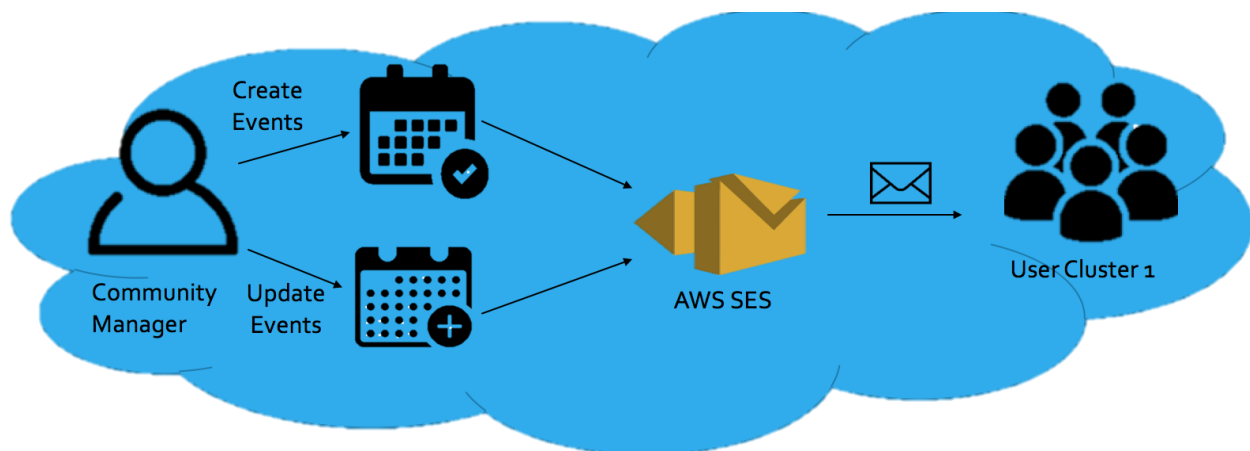 Create
Events
Community
Manager
Update
Events
AWS SES
User Cluster 1